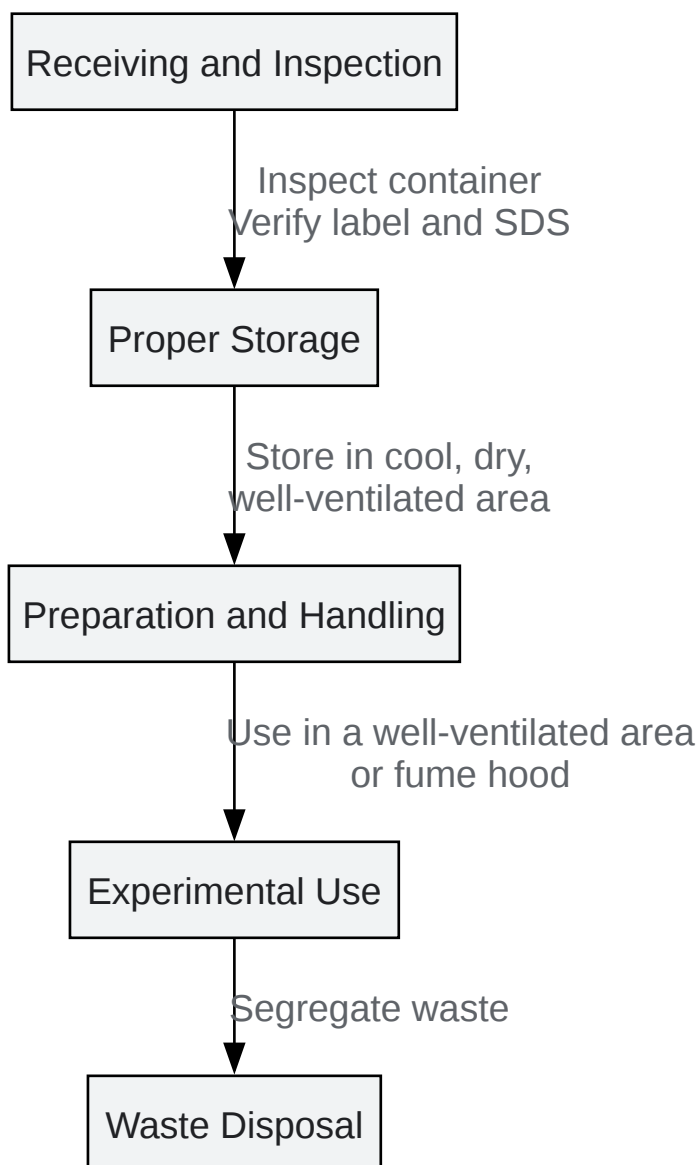 Receiving and Inspection
Inspect container
Verify label and SDS
Proper Storage
Store in cool, dry,
well-ventilated area
Preparation and Handling
Use in a well-ventilated area
or fume hood
Experimental Use
Segregate waste
Waste Disposal